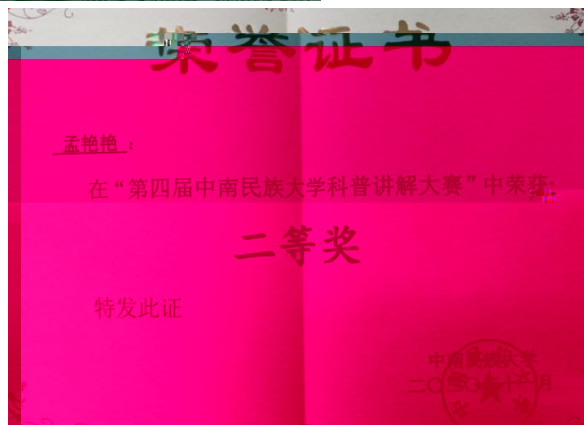 荣誉证书
孟艳艳：
在“第四届中南民族大学科普讲解大赛”中荣获：
二等奖
特发此证
中南民族大学